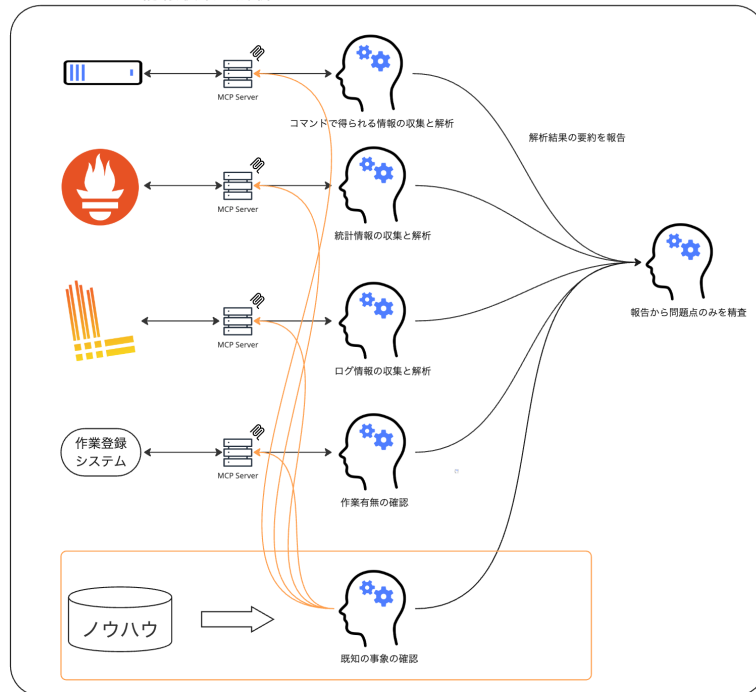 MCP Server
コマンドで得られる情報の収集と解析
解析結果の要約を報告
MCP Server
統計情報の収集と解析
報告から問題点のみを精査
MCP Server
ログ情報の収集と解析
作業登録
システム
MCP Server
作業有無の確認
ノウハウ
既知の事象の確認